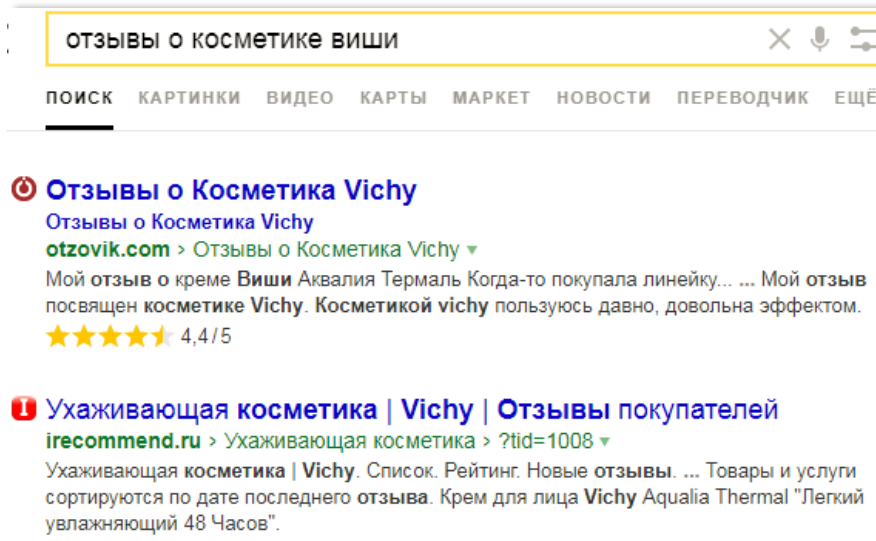 отзывы о косметике виши
ПОИСК КАРТИНКИ ВИДЕО КАРТЫ МАРКЕТ НОВОСТИ ПЕРЕВОДЧИК ЕЩЁ
Отзывы о Косметика Vichy
Отзывы о Косметика Vichy
otzovik.com › Отзывы о Косметика Vichy
Мой отзыв о креме Виши Аквалия Термаль Когда-то покупала линейку... ... Мой отзыв
посвящен косметике Vichy. Косметикой vichy пользуюсь давно, довольна эффектом.
4,4/5
Ухаживающая косметика | Vichy | Отзывы покупателей
irecommend.ru › Ухаживающая косметика › ?tid=1008
Ухаживающая косметика | Vichy. Список. Рейтинг. Новые отзывы. ... Товары и услуги
сортируются по дате последнего отзыва. Крем для лица Vichy Aqualia Thermal "Легкий
увлажняющий 48 Часов".